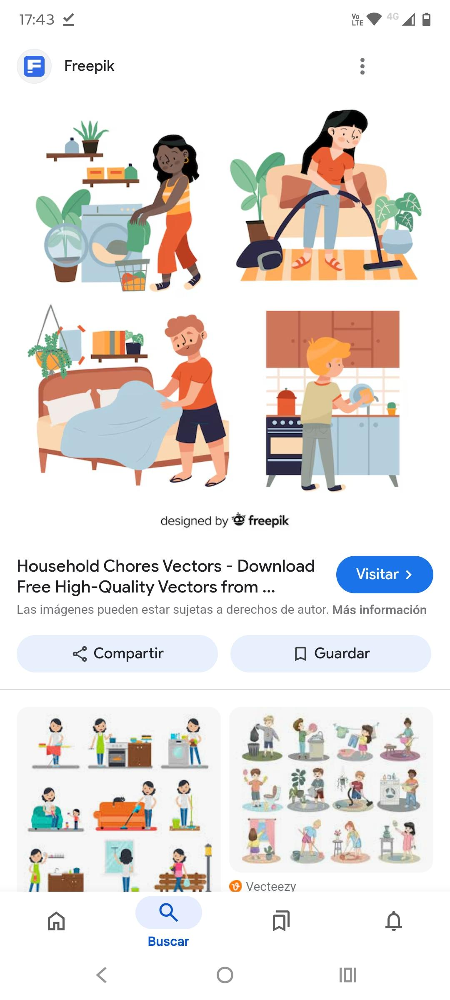 17:43
Vo
LTE
4G
Freepik
designed by freepik
Household Chores Vectors - Download
Free High-Quality Vectors from ...
Visitar
Las imágenes pueden estar sujetas a derechos de autor. Más información
Compartir
Guardar
Vecteezy
Buscar